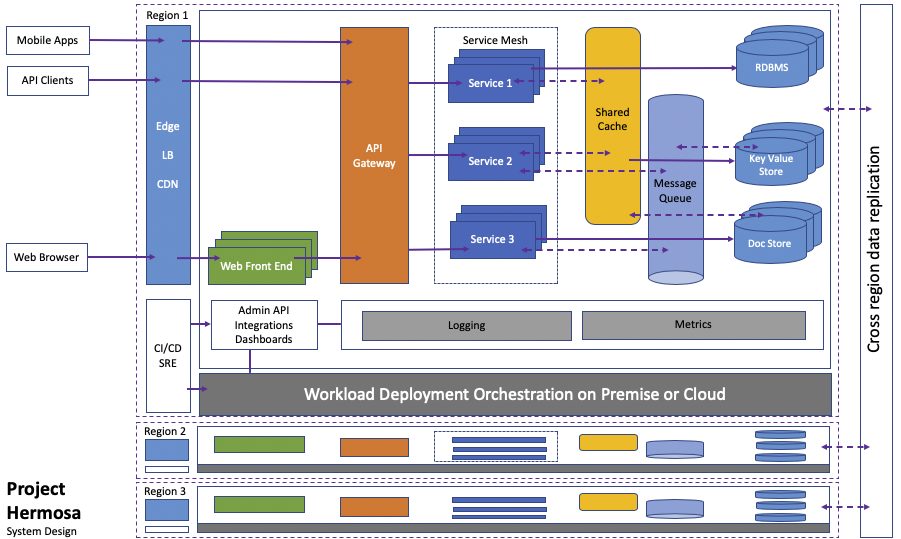 Region 1
Mobile Apps
API Clients
Web Browser
Edge
LB
CDN
Web Front End
API
Gateway
Service Mesh
Service 1
Service 2
Service 3
Shared
Cache
Message
Queue
RDBMS
Key Value
Store
Doc Store
Cross region data replication
CI/CD
SRE
Admin API
Integrations
Dashboards
Logging
Metrics
Workload Deployment Orchestration on Premise or Cloud
Region 2
Region 3
Project
Hermosa
System Design